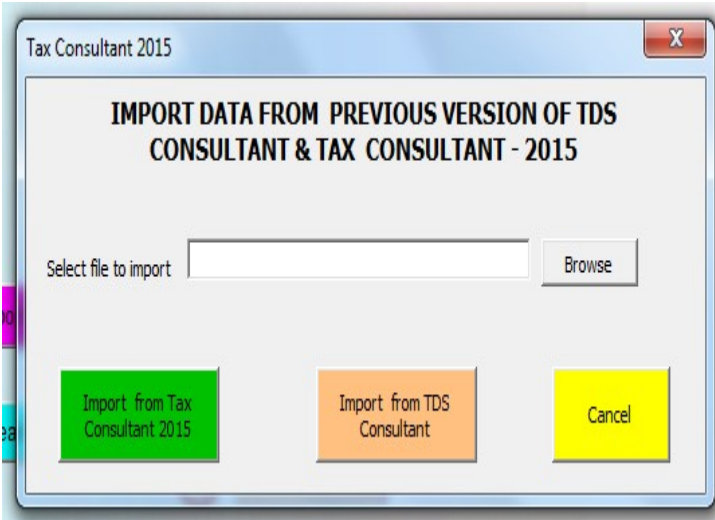 Tax Consultant 2015
X
IMPORT DATA FROM PREVIOUS VERSION OF TDS
CONSULTANT & TAX CONSULTANT - 2015
Select file to import
Browse
Import from Tax
Consultant 2015
Import from TDS
Consultant
Cancel